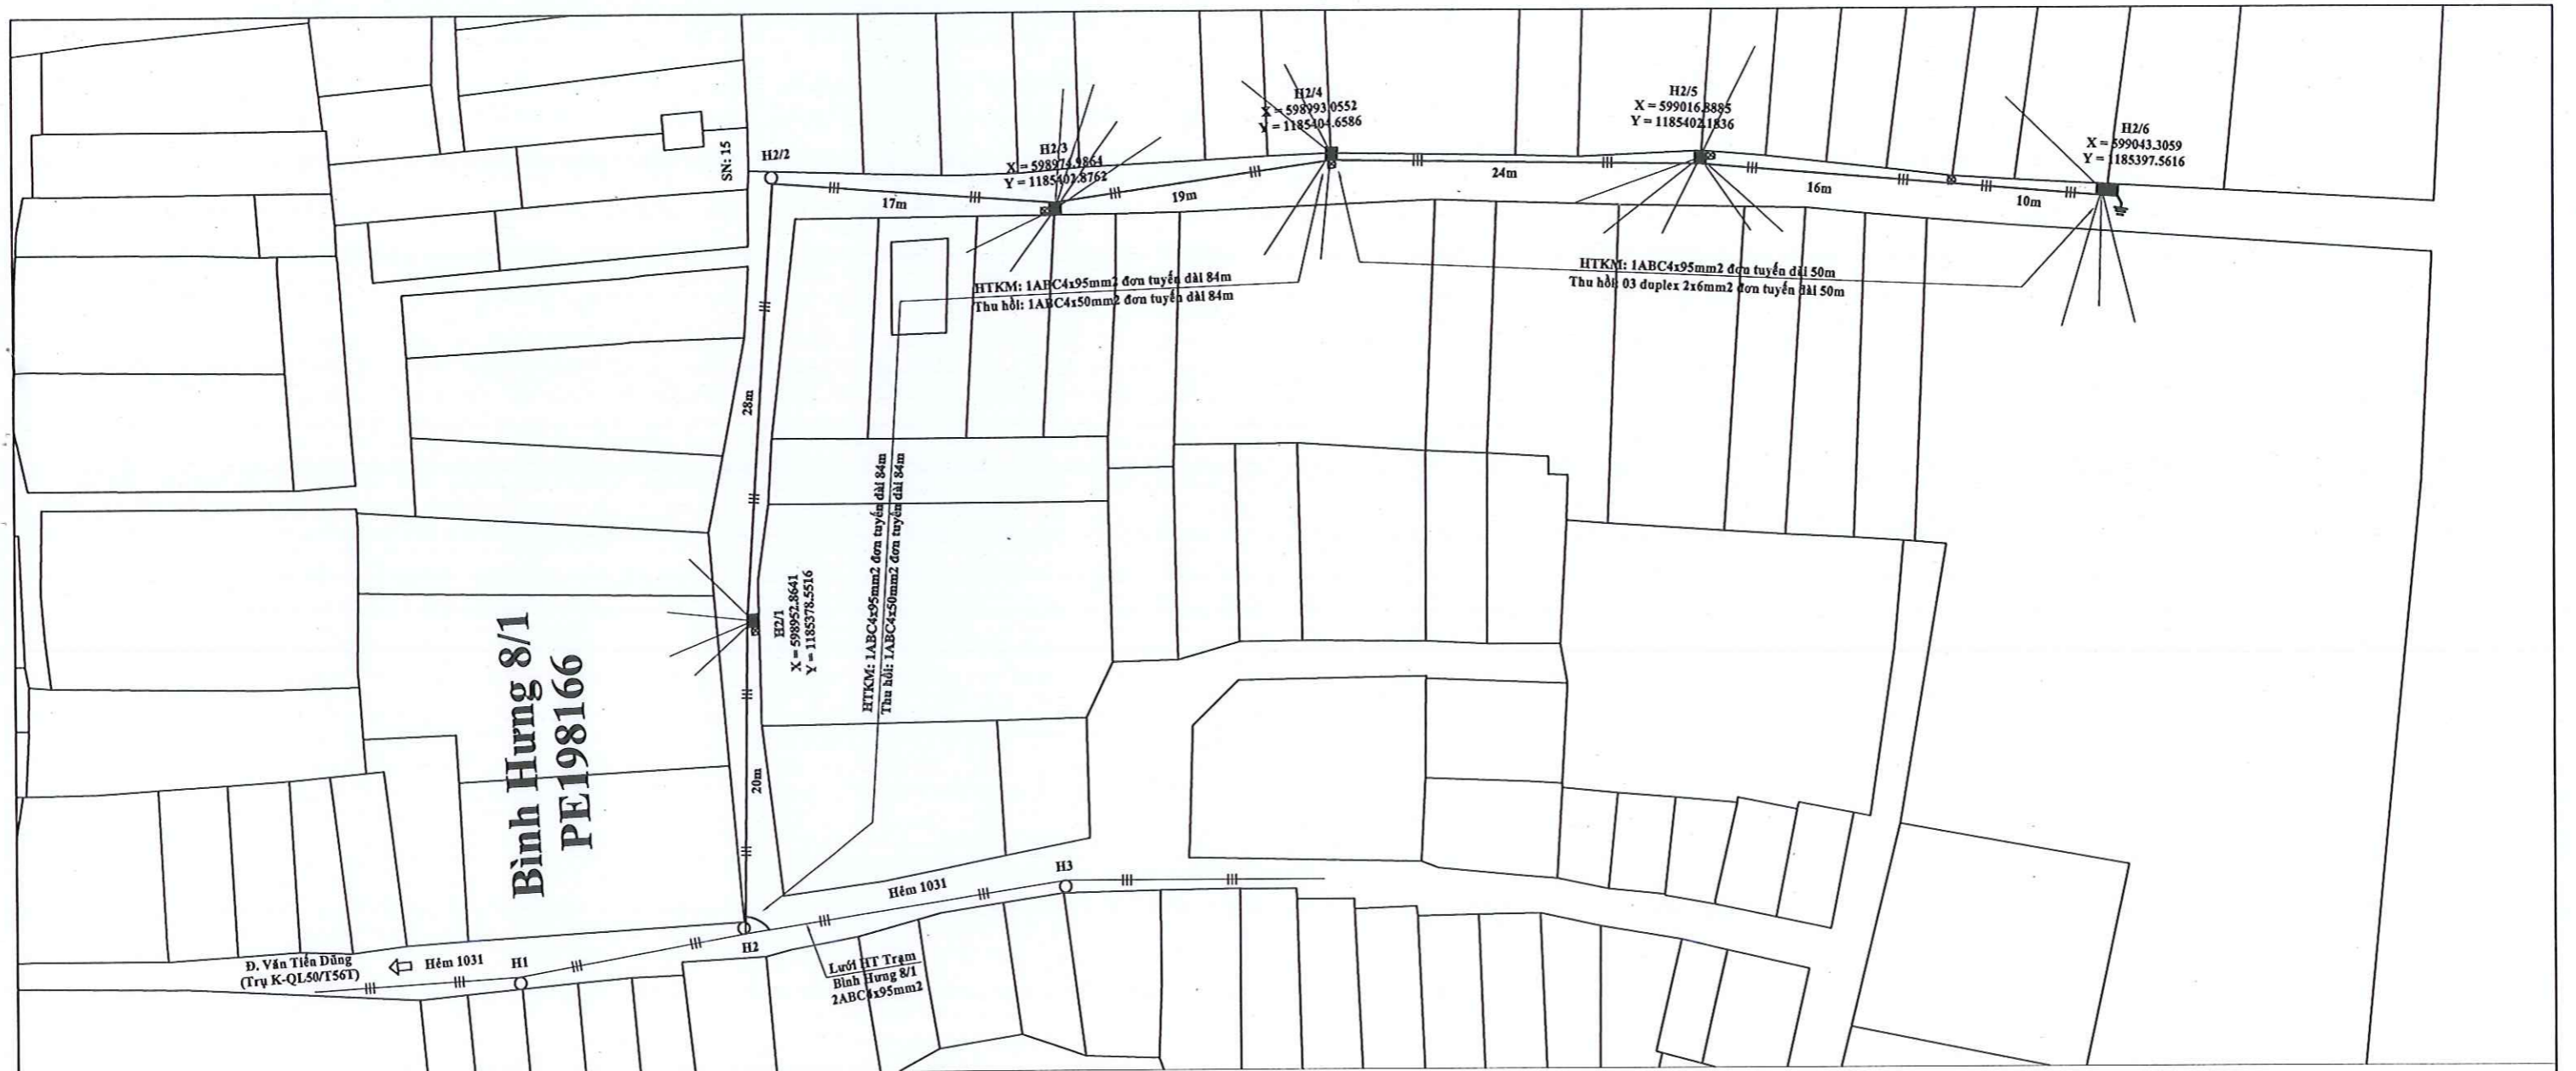 H2/4
X = 598993.0552
Y = 1185404.6586
H2/5
X = 599016.8885
Y = 1185402.1836
H2/6
X = 599043.3059
Y = 1185397.5616
SN: 15
H2/2
H2/3
X = 598974.9864
Y = 1185402.8762
17m
19m
24m
16m
10m
HTKM: 1ABC4x95mm2 đơn tuyến dài 84m
Thu hồi: 1ABC4x50mm2 đơn tuyến dài 84m
HTKM: 1ABC4x95mm2 đơn tuyến dài 50m
Thu hồi: 03 duplex 2x6mm2 đơn tuyến dài 50m
28m
HTKM: 1ABC4x95mm2 đơn tuyến dài 84m
Thu hồi: 1ABC4x50mm2 đơn tuyến dài 84m
H2/1
X = 598952.8641
Y = 1185378.5516
Bình Hưng 8/1
PE198166
20m
H3
Hẻm 1031
H2
Đ. Văn Tiến Dũng
(Trụ K-QL50/T56T)
Hẻm 1031
H1
Lưới HT Trạm
Bình Hưng 8/1
2ABC4x95mm2